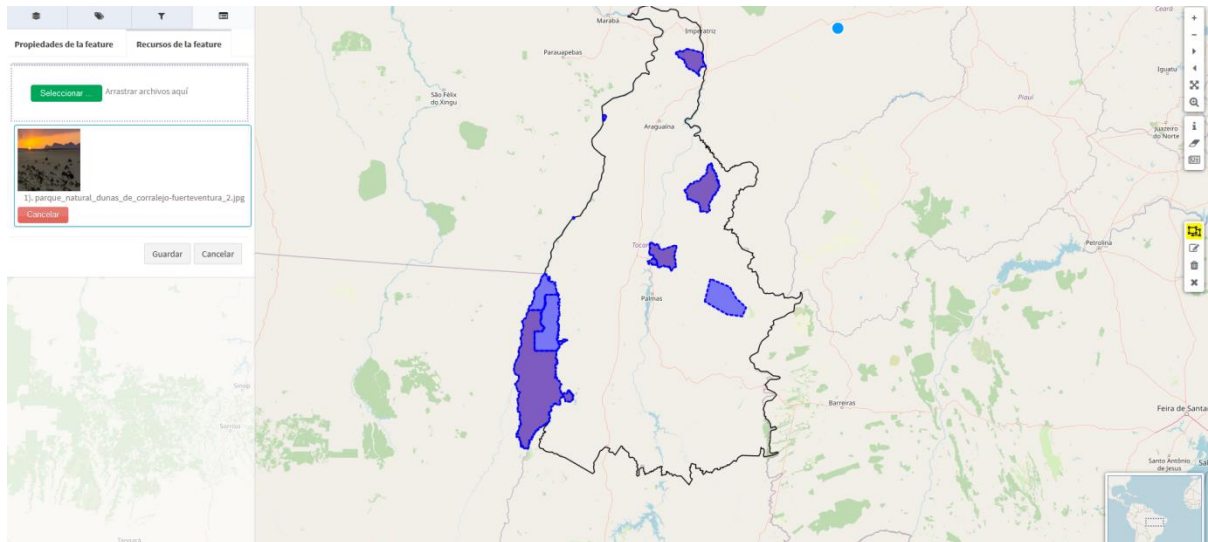 Propiedades de la feature
Recursos de la feature
Seleccionar ...
Arrastrar archivos aquí
1). parque_natural_dunas_de_corralejo-fuerteventura_2.jpg
Cancelar
Guardar
Cancelar
Marabá
Imperatriz
Ceará
Parauapebas
Iguatu
São Félix
do Xingu
Piauí
Araguaína
Juazeiro
do Norte
Petrolina
Palmas
Sinop
Barreiras
Feira de Santa
Santo Antônio
de Jesus